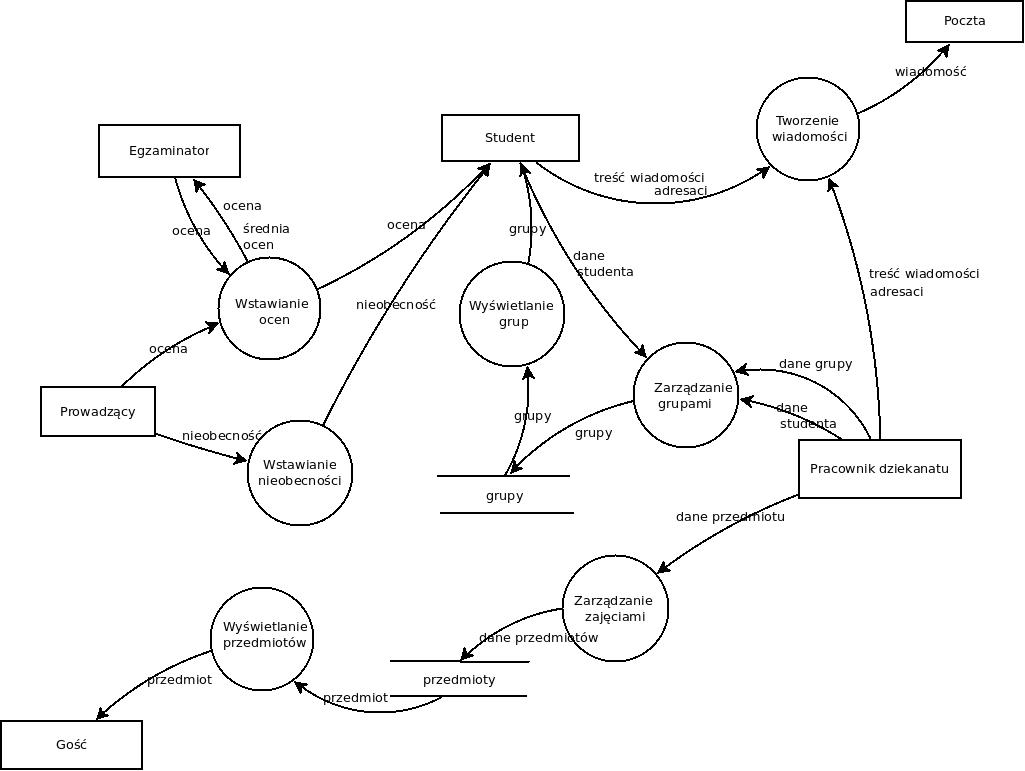 Poczta
wiadomość
Tworzenie
wiadomości
Student
Egzaminator
treść wiadomości
adresaci
ocena
ocena
średnia
ocen
ocena
grupy
dane
studenta
treść wiadomości
adresaci
Wstawianie
ocen
nieobecność
Wyświetlanie
grup
ocena
dane grupy
Zarządzanie
grupami
dane
studenta
Prowadzący
grupy
grupy
nieobecność
Wstawianie
nieobecności
Pracownik dziekanatu
grupy
dane przedmiotu
Zarządzanie
zajęciami
Wyświetlanie
przedmiotów
dane przedmiotów
przedmioty
przedmiot
przedmiot
Gość